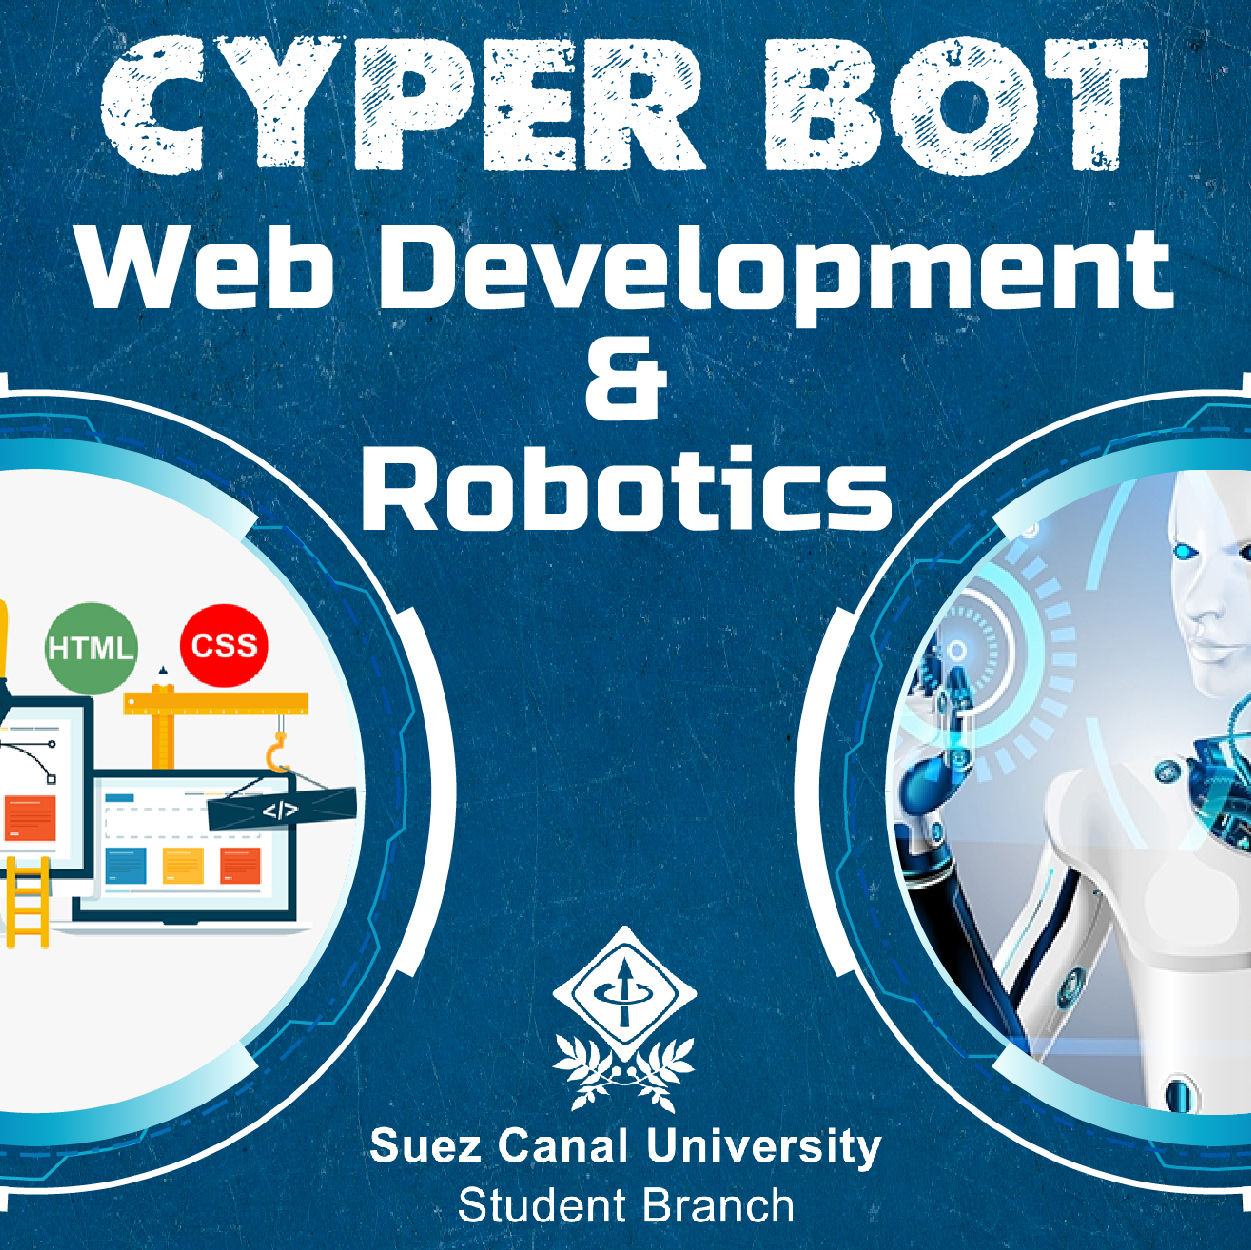 CYPER BOT
Web Development
&
Robotics
HTML
CSS
</>
Suez Canal University
Student Branch